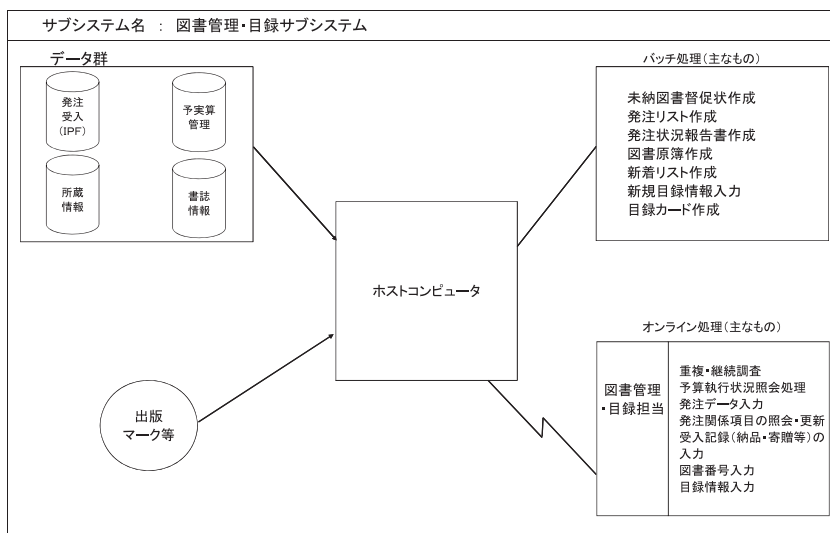 サブシステム名 ： 図書管理・目録サブシステム
データ群
発注
受入
(IPF)
予実算
管理
所蔵
情報
書誌
情報
出版
マーク等
ホストコンピュータ
バッチ処理(主なもの)
未納図書督促状作成
発注リスト作成
発注状況報告書作成
図書原簿作成
新着リスト作成
新規目録情報入力
目録カード作成
オンライン処理(主なもの)
図書管理
・目録担当
重複・継続調査
予算執行状況照会処理
発注データ入力
発注関係項目の照会・更新
受入記録(納品・寄贈等)の
入力
図書番号入力
目録情報入力